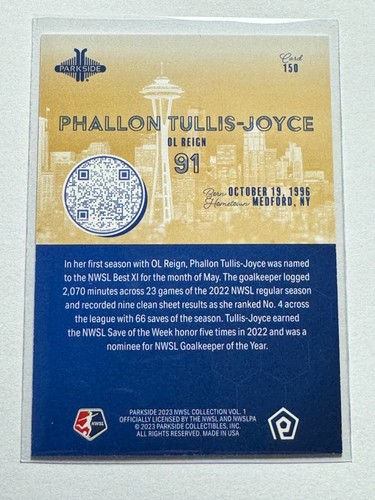 PARKSIDE
Card
150
PHALLON TULLIS-JOYCE
OL REIGN
91
Born OCTOBER 19, 1996
Hometown MEDFORD, NY
In her first season with OL Reign, Phallon Tullis-Joyce was named
to the NWSL Best XI for the month of May. The goalkeeper logged
2,070 minutes across 23 games of the 2022 NWSL regular season
and recorded nine clean sheet results as she ranked No. 4 across
the league with 66 saves of the season. Tullis-Joyce earned
the NWSL Save of the Week honor five times in 2022 and was a
nominee for NWSL Goalkeeper of the Year.
PARKSIDE 2023 NWSL COLLECTION VOL. 1
OFFICIALLY LICENSED BY THE NWSL AND NWSLPA
© 2023 PARKSIDE COLLECTIBLES, INC.
ALL RIGHTS RESERVED. MADE IN USA
NWSL